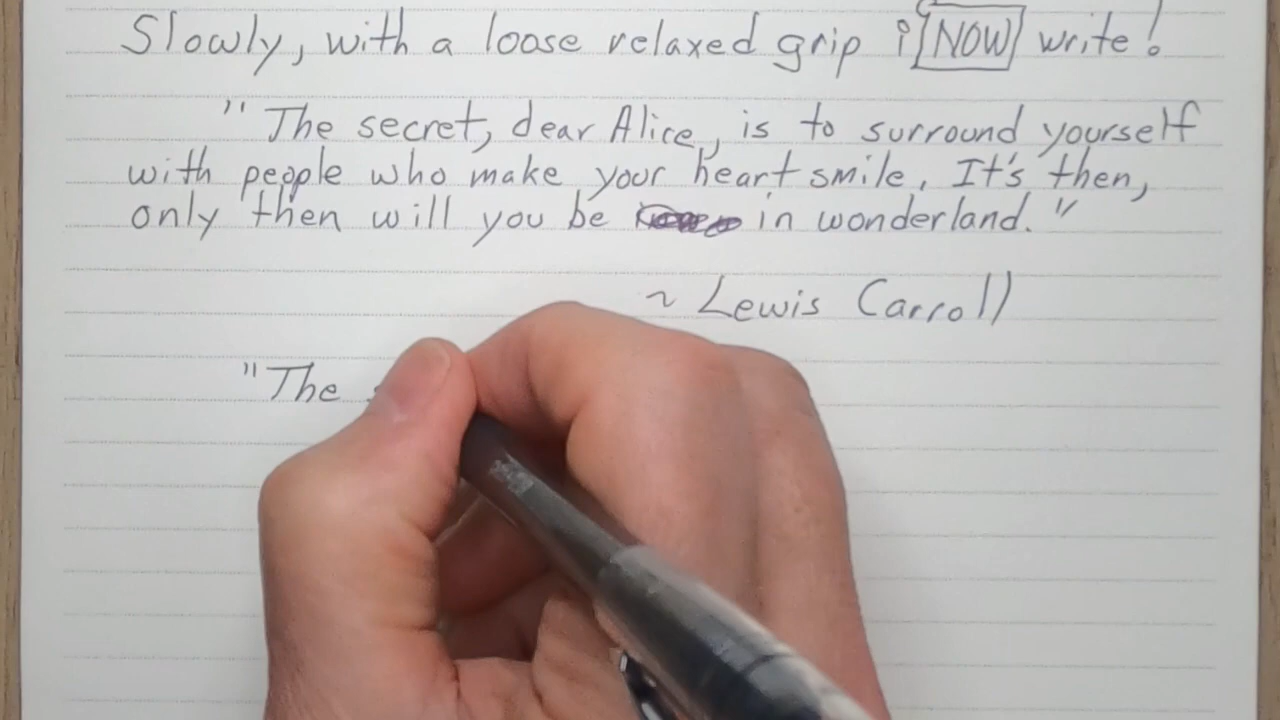 Slowly, with a loose relaxed grip ¡NOW write!
"The secret, dear Alice, is to surround yourself
with people who make your heart smile. It's then,
only then will you be in wonderland."
~ Lewis Carroll
"The